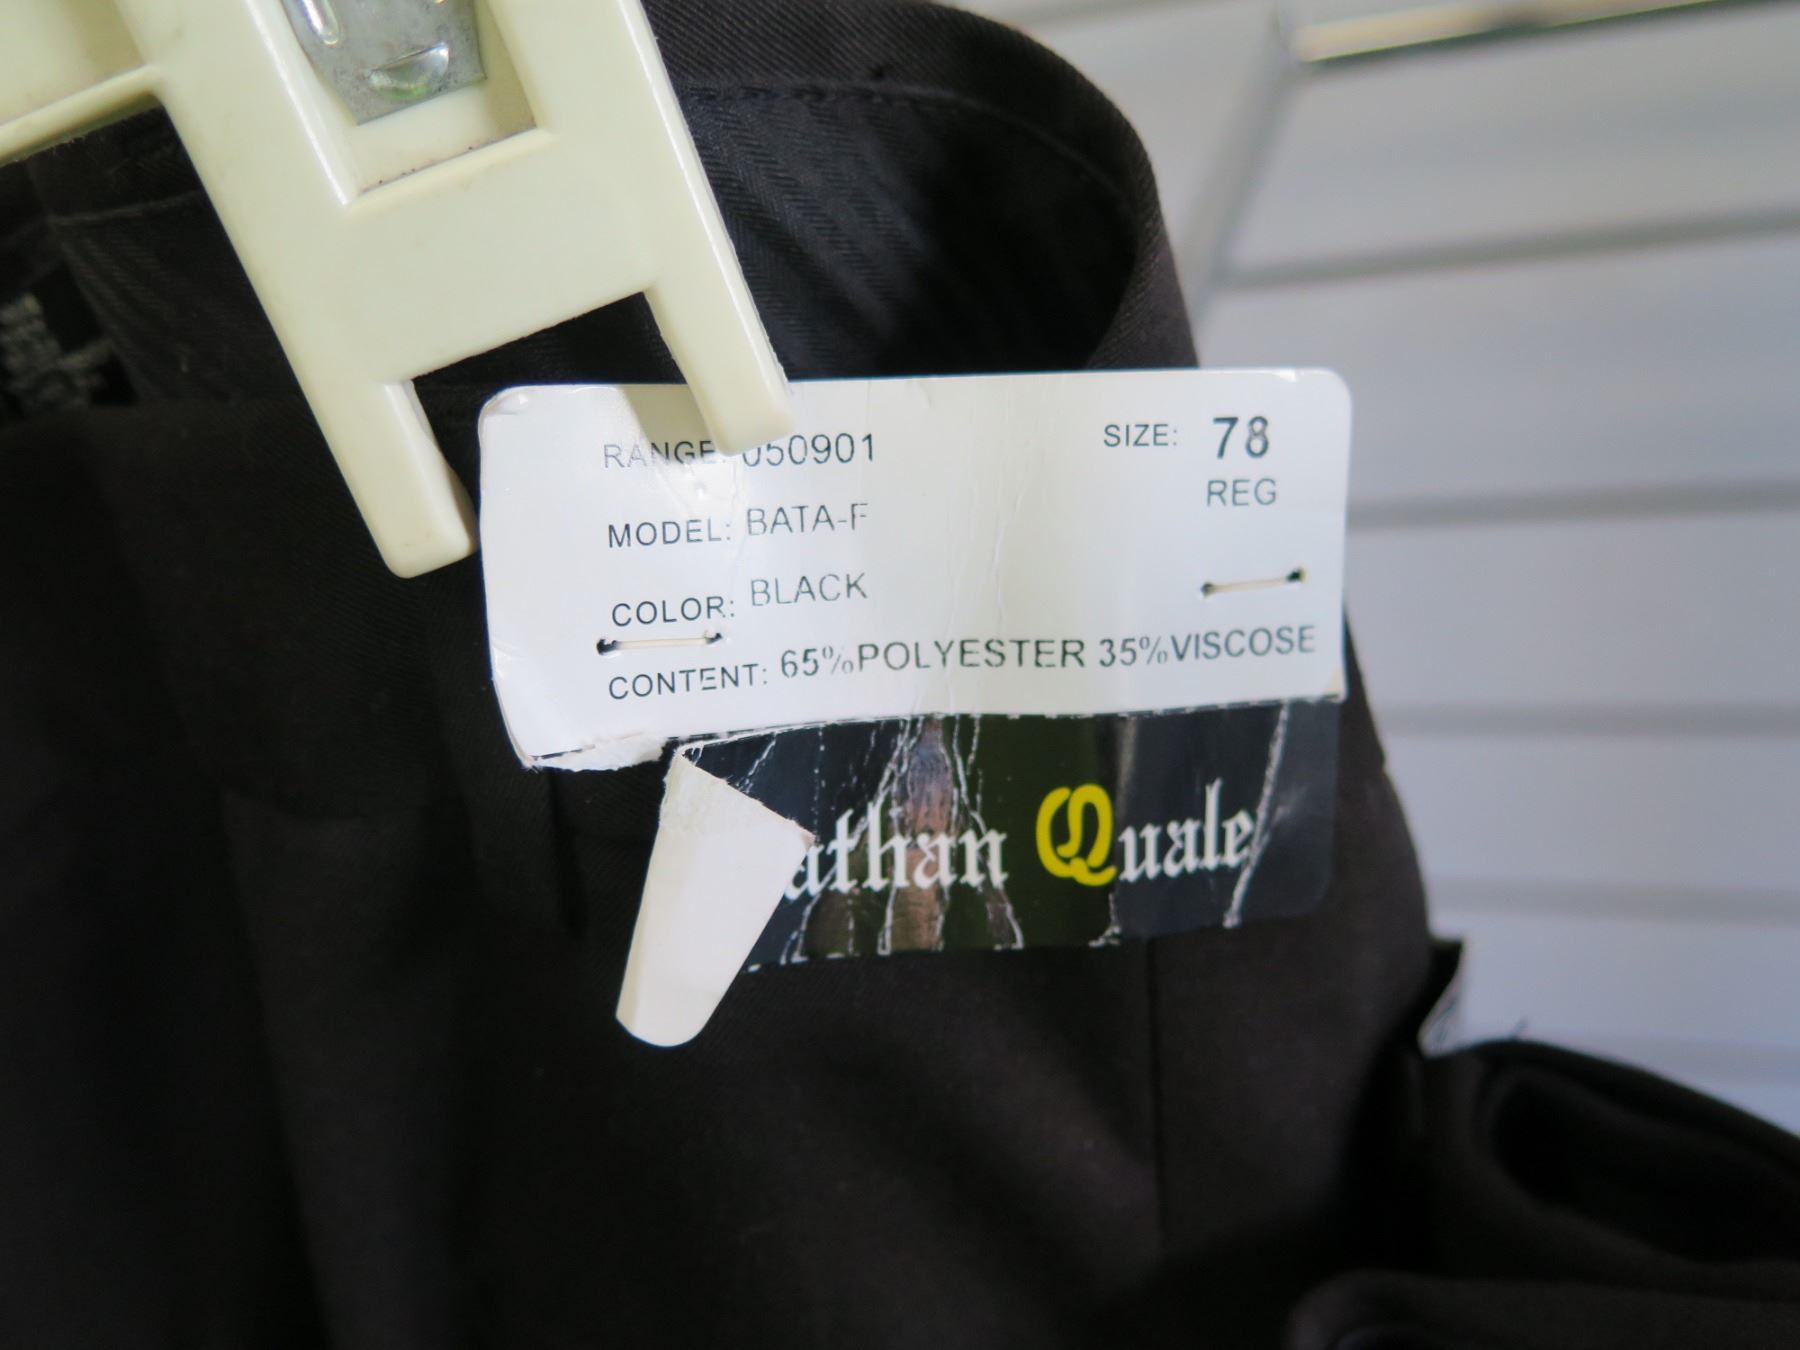 RANGE: 050901
SIZE: 78
REG
MODEL: BATA-F
COLOR: BLACK
CONTENT: 65%POLYESTER 35%VISCOSE
athan Quale